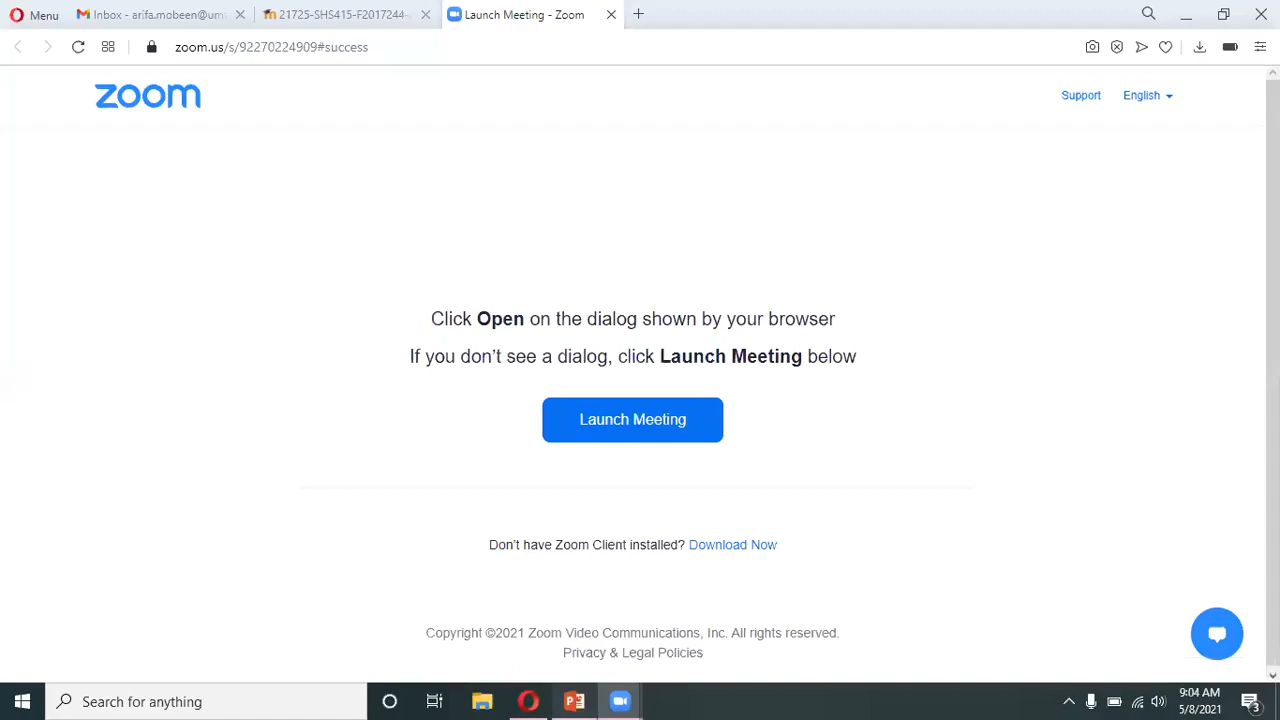 Menu
Inbox - arifa.mobeen@um
21725-SHS415-F2017244-
Launch Meeting - Zoom
zoom.us/s/92270224909#success
zoom
Support
English
Click Open on the dialog shown by your browser
If you don’t see a dialog, click Launch Meeting below
Launch Meeting
Don’t have Zoom Client installed? Download Now
Copyright ©2021 Zoom Video Communications, Inc. All rights reserved.
Privacy & Legal Policies
Search for anything
9:04 AM
5/8/2021
3